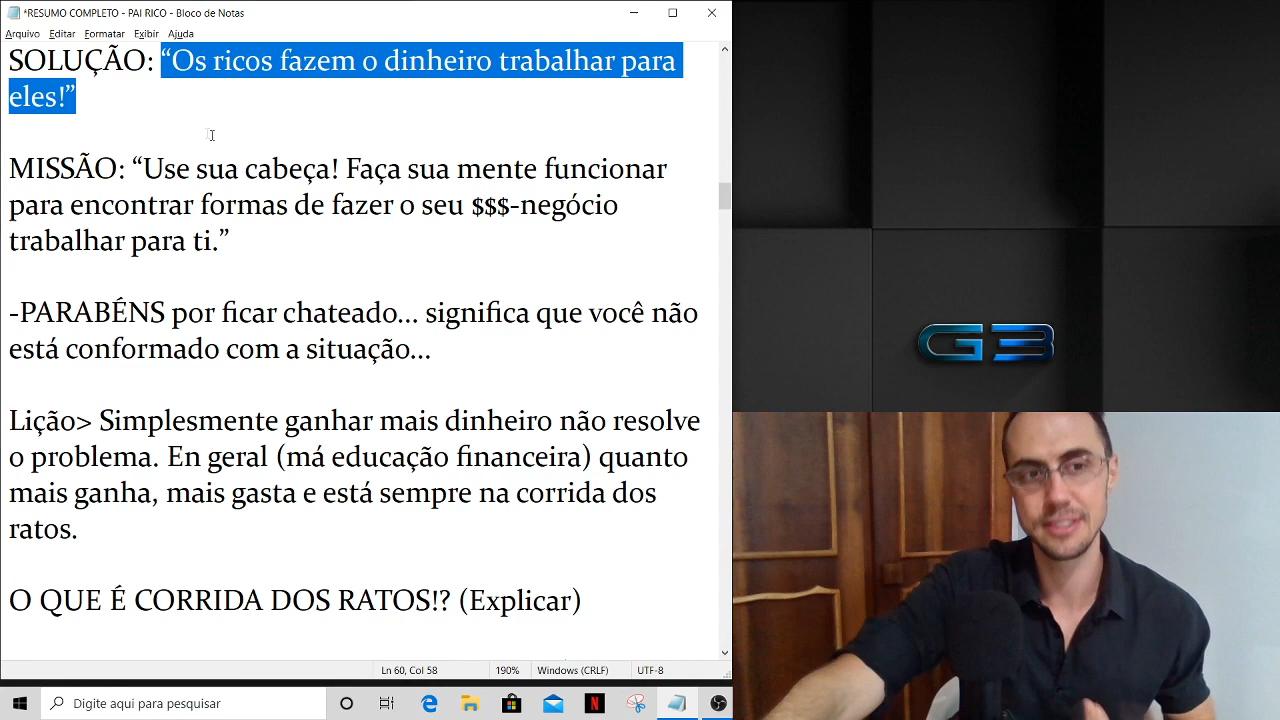 *RESUMO COMPLETO - PAI RICO - Bloco de Notas
Arquivo Editar Formatar Exibir Ajuda
SOLUÇÃO: “Os ricos fazem o dinheiro trabalhar para
eles!”
MISSÃO: “Use sua cabeça! Faça sua mente funcionar
para encontrar formas de fazer o seu $$$-negócio
trabalhar para ti.”
-PARABÉNS por ficar chateado... significa que você não
está conformado com a situação...
Lição> Simplesmente ganhar mais dinheiro não resolve
o problema. En geral (má educação financeira) quanto
mais ganha, mais gasta e está sempre na corrida dos
ratos.
O QUE É CORRIDA DOS RATOS!? (Explicar)
Ln 60, Col 58 190% Windows (CRLF) UTF-8
Digite aqui para pesquisar
N
G3